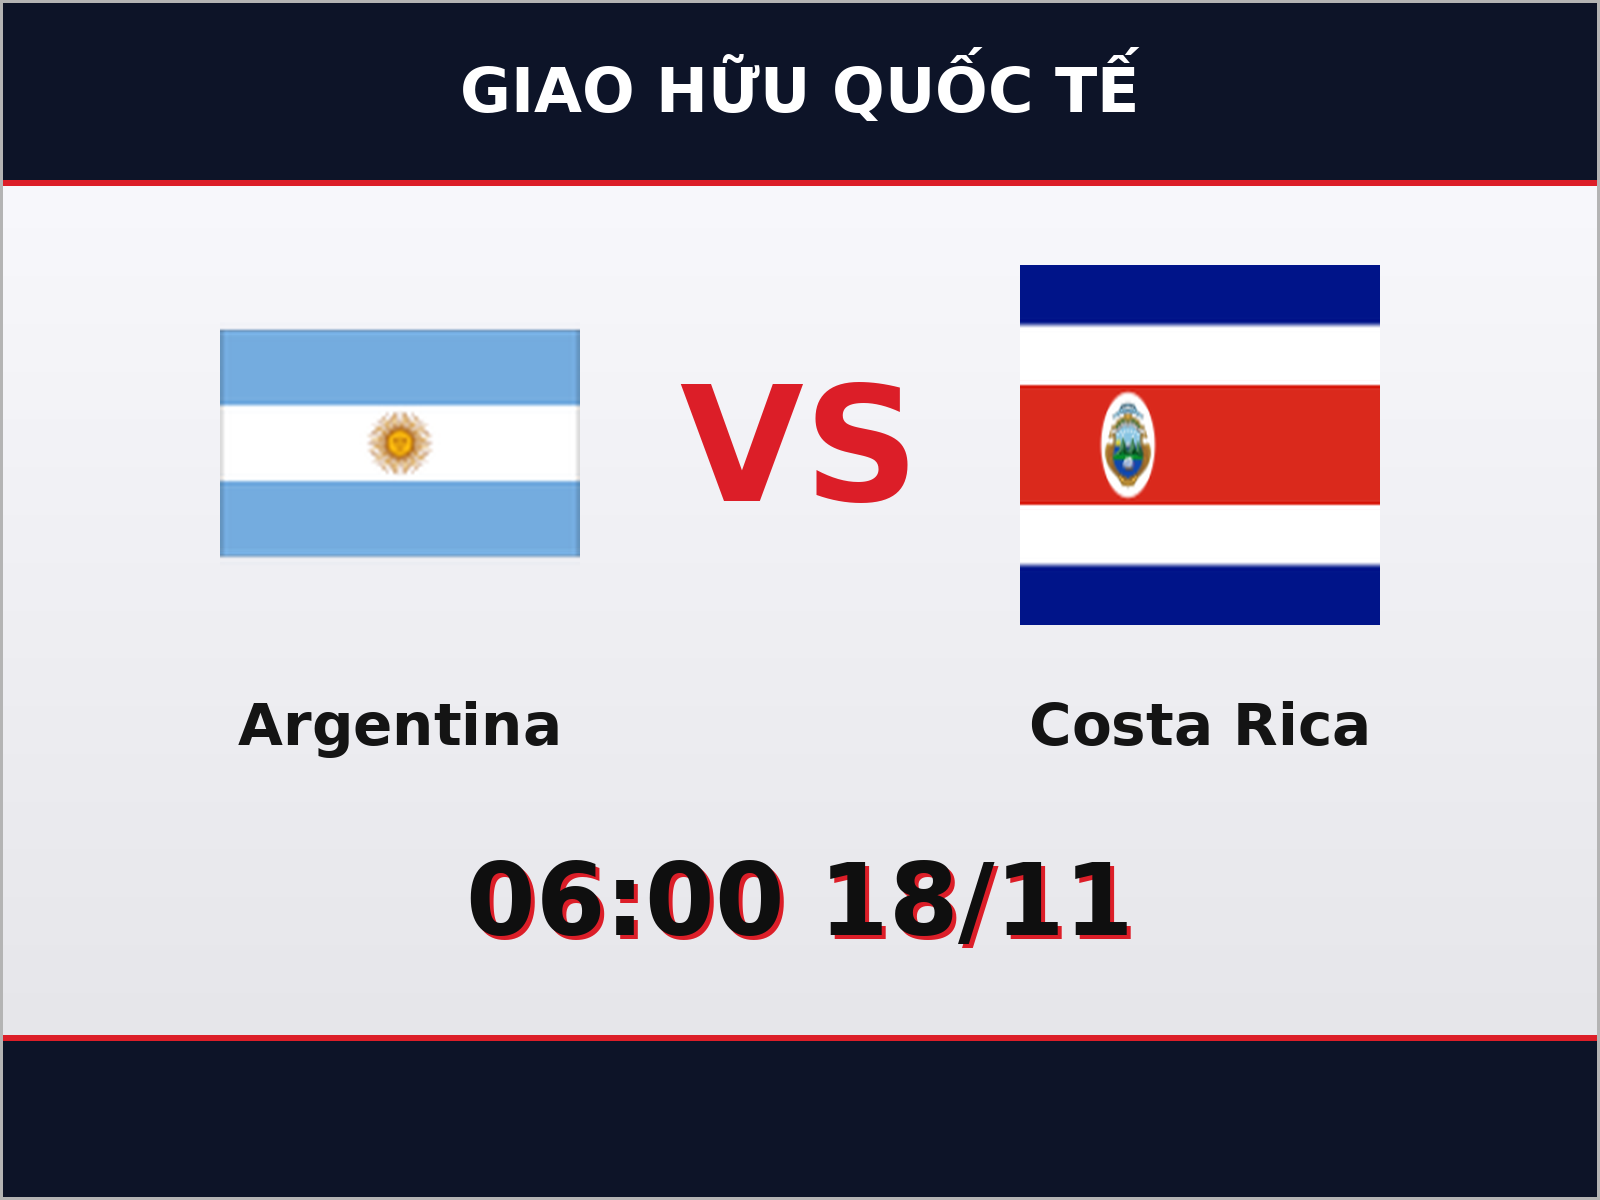 GIAO HỮU QUỐC TẾ
VS
Argentina
Costa Rica
06:00 18/11